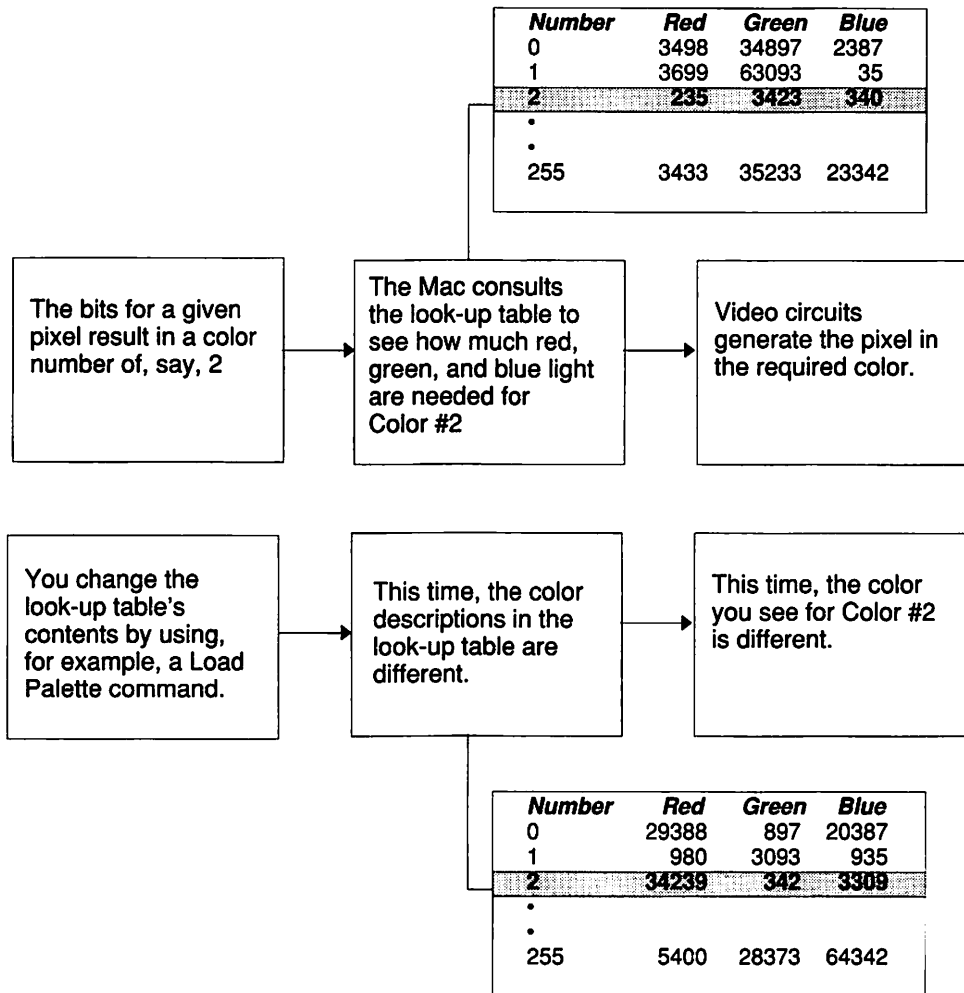 Number Red Green Blue
0 3498 34897 2387
1 3699 63093 35
2 235 3423 340
•
•
255 3433 35233 23342
The bits for a given
pixel result in a color
number of, say, 2
The Mac consults
the look-up table to
see how much red,
green, and blue light
are needed for
Color #2
Video circuits
generate the pixel in
the required color.
You change the
look-up table's
contents by using,
for example, a Load
Palette command.
This time, the color
descriptions in the
look-up table are
different.
This time, the color
you see for Color #2
is different.
Number Red Green Blue
0 29388 897 20387
1 980 3093 935
2 34239 342 3309
•
•
255 5400 28373 64342